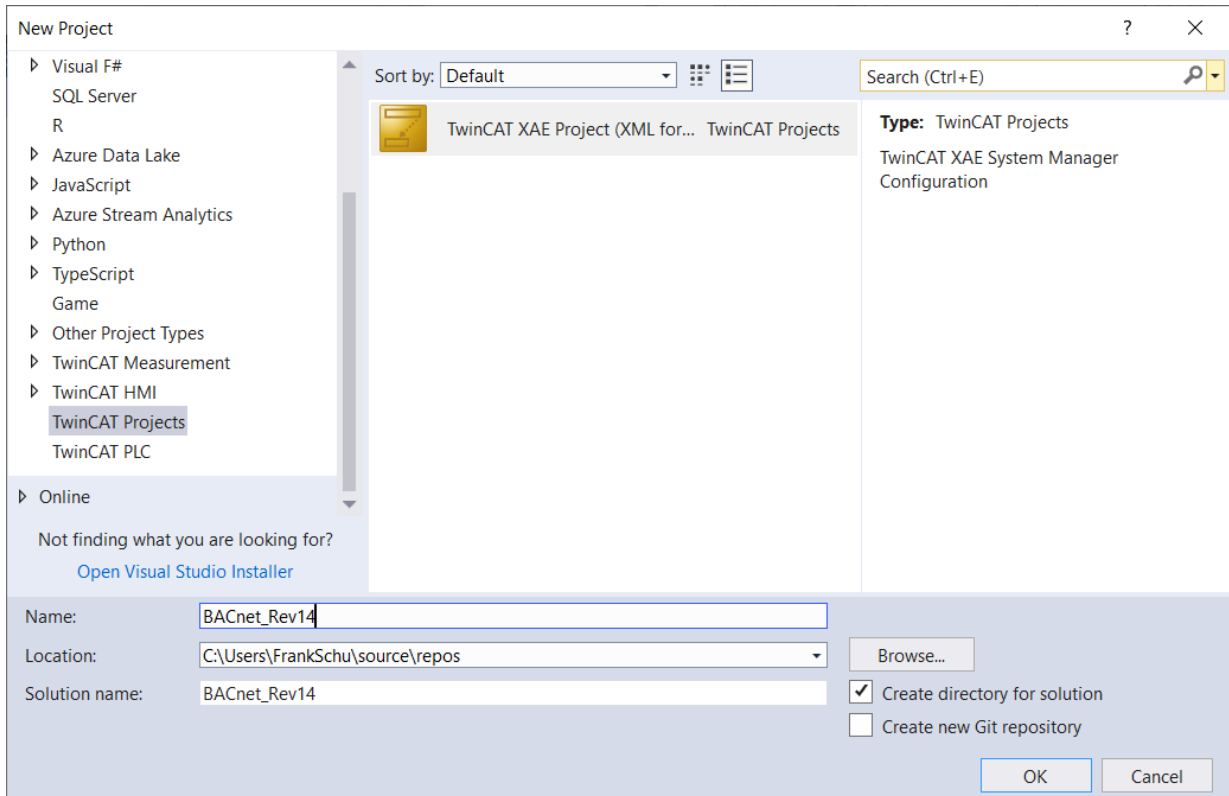 New Project
?
Visual F#
SQL Server
R
Azure Data Lake
JavaScript
Azure Stream Analytics
Python
TypeScript
Game
Other Project Types
TwinCAT Measurement
TwinCAT HMI
TwinCAT Projects
TwinCAT PLC
Online
Not finding what you are looking for?
Open Visual Studio Installer
Sort by: Default
TwinCAT XAE Project (XML for... TwinCAT Projects
Search (Ctrl+E)
Type: TwinCAT Projects
TwinCAT XAE System Manager
Configuration
Name: BACnet_Rev14
Location: C:\Users\FrankSchu\source\repos
Browse...
Solution name: BACnet_Rev14
Create directory for solution
Create new Git repository
OK
Cancel